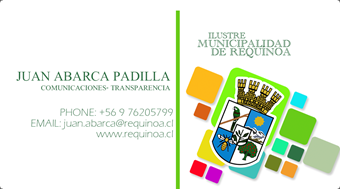 JUAN ABARCA PADILLA
COMUNICACIONES- TRANSPARENCIA
PHONE: +56 9 76205799
EMAIL: juan.abarca@requinoa.cl
www.requinoa.cl
ILUSTRE
MUNICIPALIDAD
DE REQUINOA